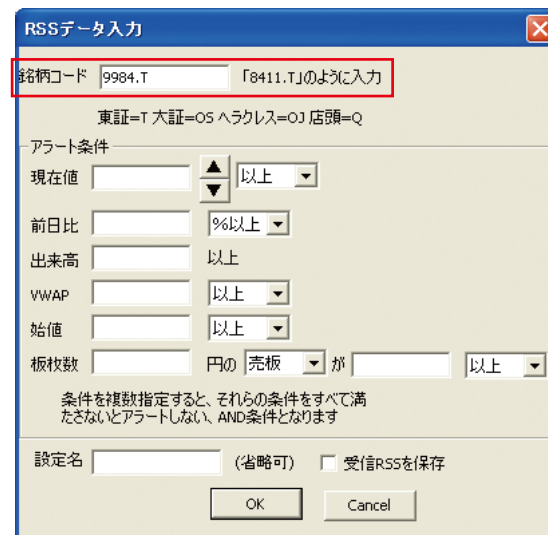 RSSデータ入力
銘柄コード 9984.T 「8411.T」のように入力
東証=T 大証=OS ヘラクレス=OJ 店頭=Q
アラート条件
現在値 以上
前日比 %以上
出来高 以上
VWAP 以上
始値 以上
板枚数 円の 売板 が 以上
条件を複数指定すると、それらの条件をすべて満
たさないとアラートしない、AND条件となります
設定名 (省略可) 受信RSSを保存
OK Cancel